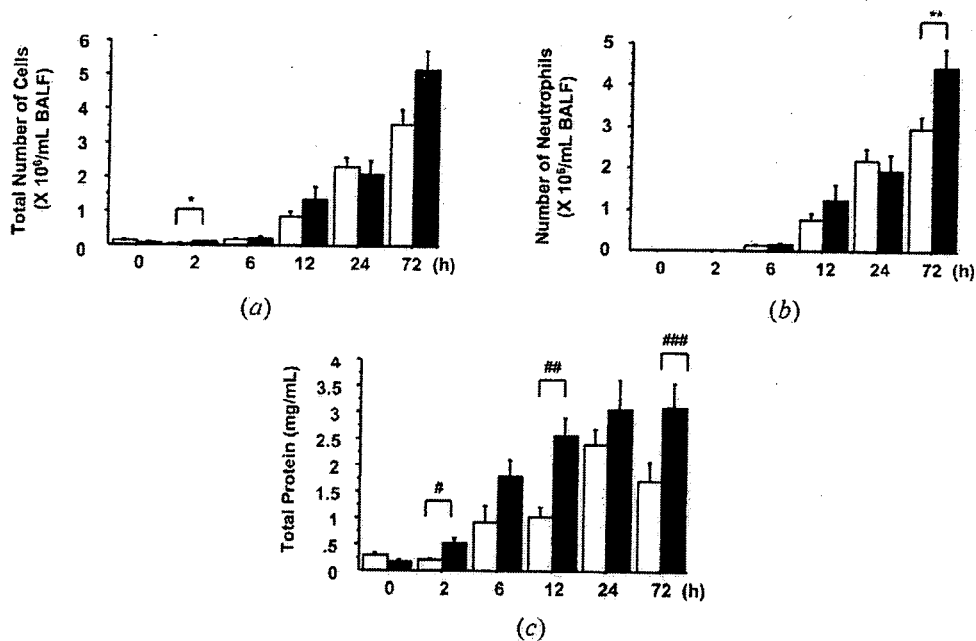 Total Number of Cells
(X 10⁶/mL BALF)
6
5
4
3
2
1
0
*
0 2 6 12 24 72 (h)
(a)
Number of Neutrophils
(X 10⁶/mL BALF)
5
4
3
2
1
0
**
0 2 6 12 24 72 (h)
(b)
Total Protein (mg/mL)
4
3.5
3
2.5
2
1.5
1
.5
0
#
##
###
0 2 6 12 24 72 (h)
(c)